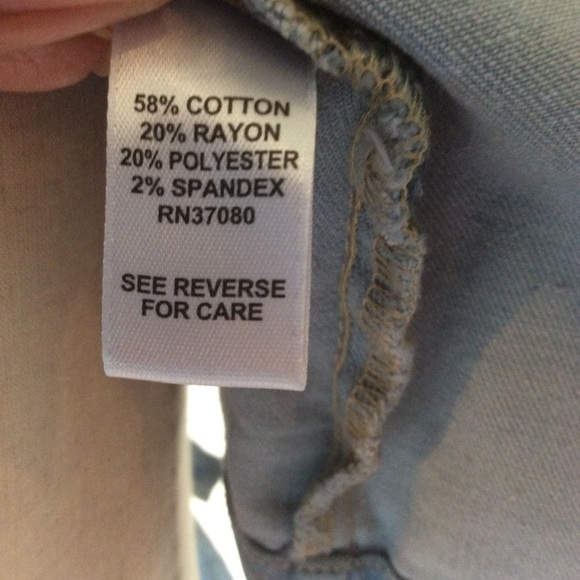 58% COTTON
20% RAYON
20% POLYESTER
2% SPANDEX
RN37080
SEE REVERSE
FOR CARE